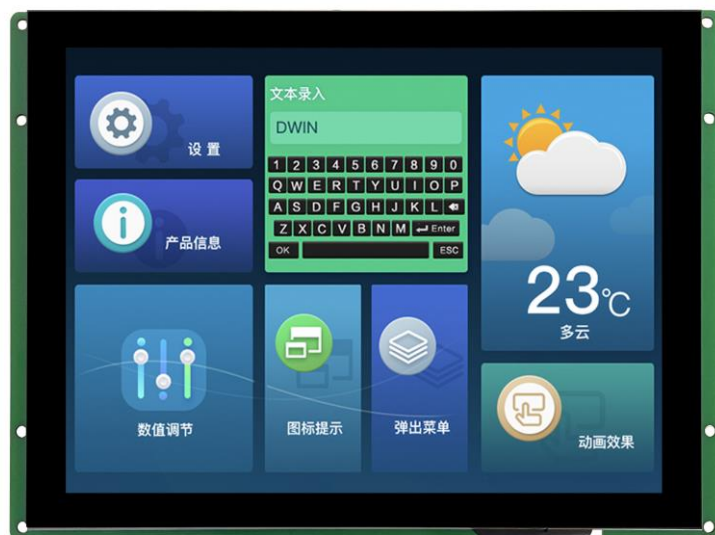 设置
产品信息
文本录入
DWIN
1 2 3 4 5 6 7 8 9 0
Q W E R T Y U I O P
A S D F G H J K L
Z X C V B N M Enter
OK ESC
23℃
多云
数值调节
图标提示
弹出菜单
动画效果